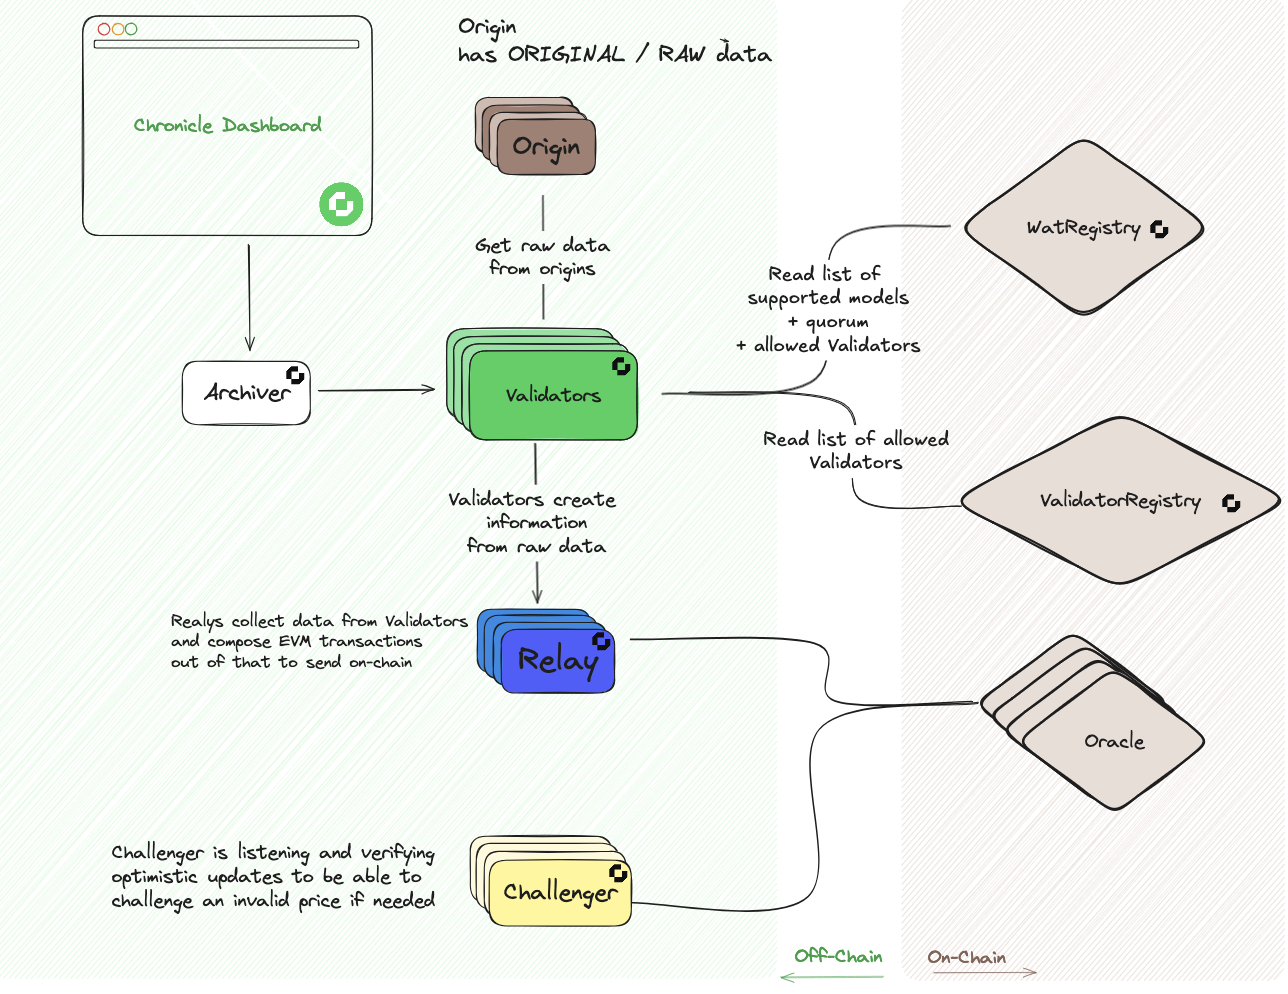 Origin
has ORIGINAL / RAW data
Chronicle Dashboard
Origin
Get raw data
from origins
WatRegistry
Read list of
supported models
+ quorum
+ allowed Validators
Archiver
Validators
Read list of allowed
Validators
ValidatorRegistry
Validators create
information
from raw data
Realys collect data from Validators
and compose EVM transactions
out of that to send on-chain
Relay
Oracle
Challenger is listening and verifying
optimistic updates to be able to
challenge an invalid price if needed
Challenger
Off-Chain
On-Chain